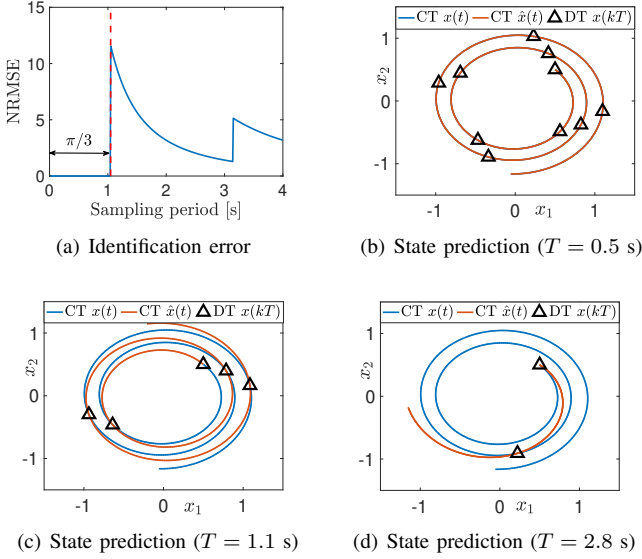 15
10
5
0
NRMSE
π/3
0 1 2 3 4
Sampling period [s]
(a) Identification error
CT x(t) CT x̂(t) DT x(kT)
1
0
-1
x₂
-1 0 1
x₁
(b) State prediction (T = 0.5 s)
CT x(t) CT x̂(t) DT x(kT)
1
0
-1
x₂
-1 0 1
x₁
(c) State prediction (T = 1.1 s)
CT x(t) CT x̂(t) DT x(kT)
1
0
-1
x₂
-1 0 1
x₁
(d) State prediction (T = 2.8 s)